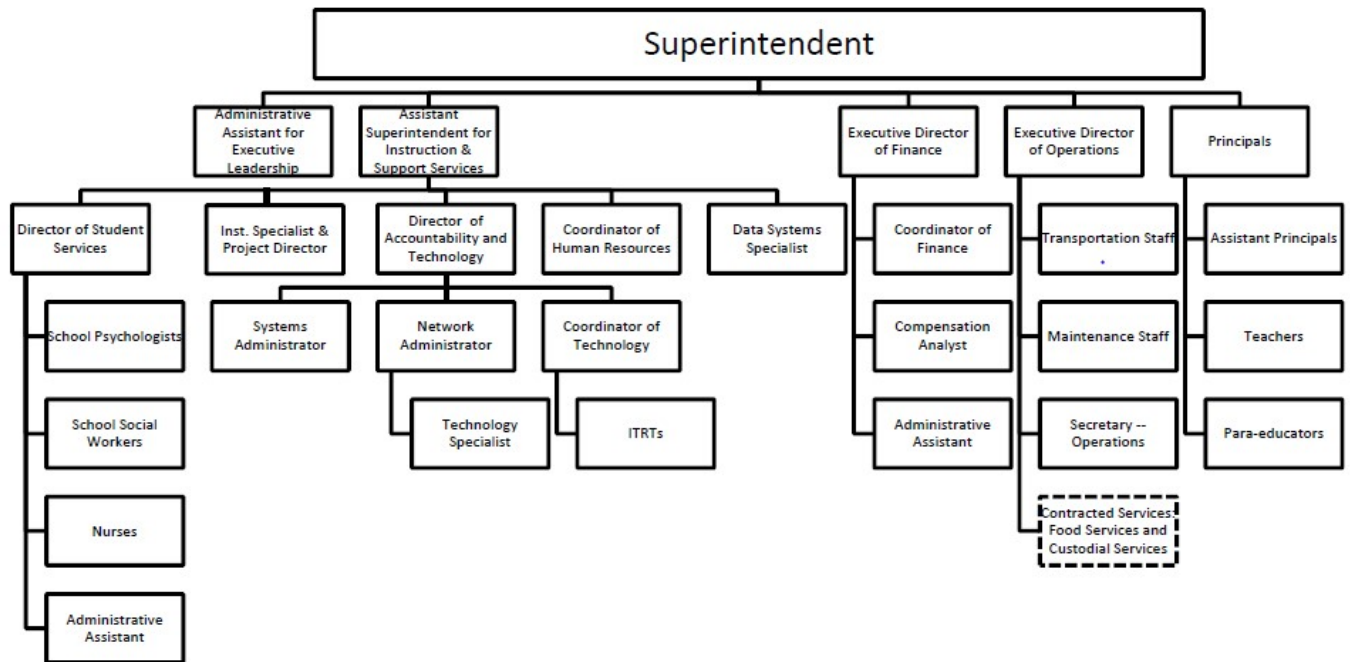 Superintendent
Administrative
Assistant for
Executive
Leadership
Assistant
Superintendent for
Instruction &
Support Services
Executive Director
of Finance
Executive Director
of Operations
Principals
Director of Student
Services
Inst. Specialist &
Project Director
Director of
Accountability and
Technology
Coordinator of
Human Resources
Data Systems
Specialist
Coordinator of
Finance
Transportation Staff
Assistant Principals
School Psychologists
Systems
Administrator
Network
Administrator
Coordinator of
Technology
Compensation
Analyst
Maintenance Staff
Teachers
School Social
Workers
Technology
Specialist
ITRTs
Administrative
Assistant
Secretary --
Operations
Para-educators
Nurses
Contracted Services:
Food Services and
Custodial Services
Administrative
Assistant